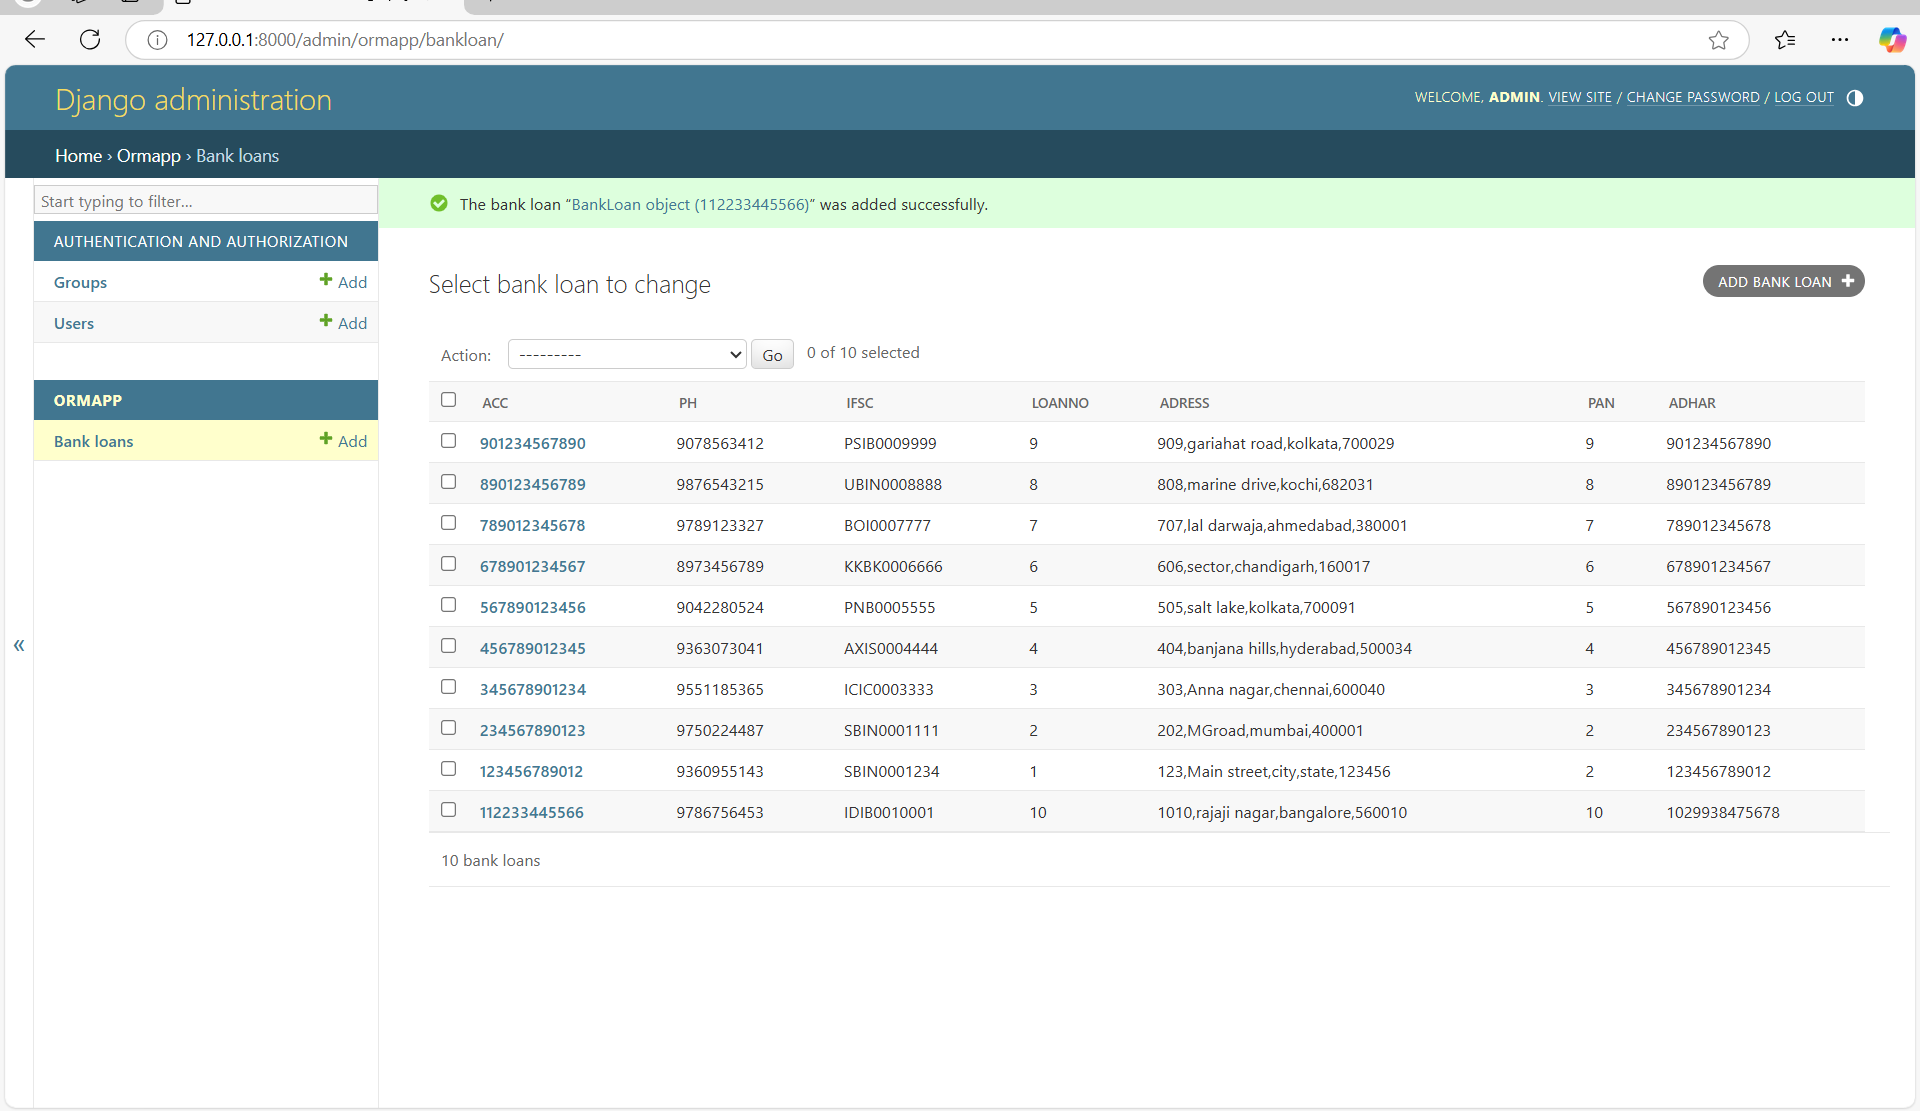 127.0.0.1:8000/admin/ormapp/bankloan/
Django administration
WELCOME, ADMIN. VIEW SITE / CHANGE PASSWORD / LOG OUT
Home › Ormapp › Bank loans
Start typing to filter...
AUTHENTICATION AND AUTHORIZATION
Groups Add
Users Add
ORMAPP
Bank loans Add
«
The bank loan “BankLoan object (112233445566)” was added successfully.
Select bank loan to change
ADD BANK LOAN
Action: --------- Go 0 of 10 selected
ACC PH IFSC LOANNO ADRESS PAN ADHAR
901234567890 9078563412 PSIB0009999 9 909,gariahat road,kolkata,700029 9 901234567890
890123456789 9876543215 UBIN0008888 8 808,marine drive,kochi,682031 8 890123456789
789012345678 9789123327 BOI0007777 7 707,lal darwaja,ahmedabad,380001 7 789012345678
678901234567 8973456789 KKBK0006666 6 606,sector,chandigarh,160017 6 678901234567
567890123456 9042280524 PNB0005555 5 505,salt lake,kolkata,700091 5 567890123456
456789012345 9363073041 AXIS0004444 4 404,banjana hills,hyderabad,500034 4 456789012345
345678901234 9551185365 ICIC0003333 3 303,Anna nagar,chennai,600040 3 345678901234
234567890123 9750224487 SBIN0001111 2 202,MGroad,mumbai,400001 2 234567890123
123456789012 9360955143 SBIN0001234 1 123,Main street,city,state,123456 2 123456789012
112233445566 9786756453 IDIB0010001 10 1010,rajaji nagar,bangalore,560010 10 1029938475678
10 bank loans